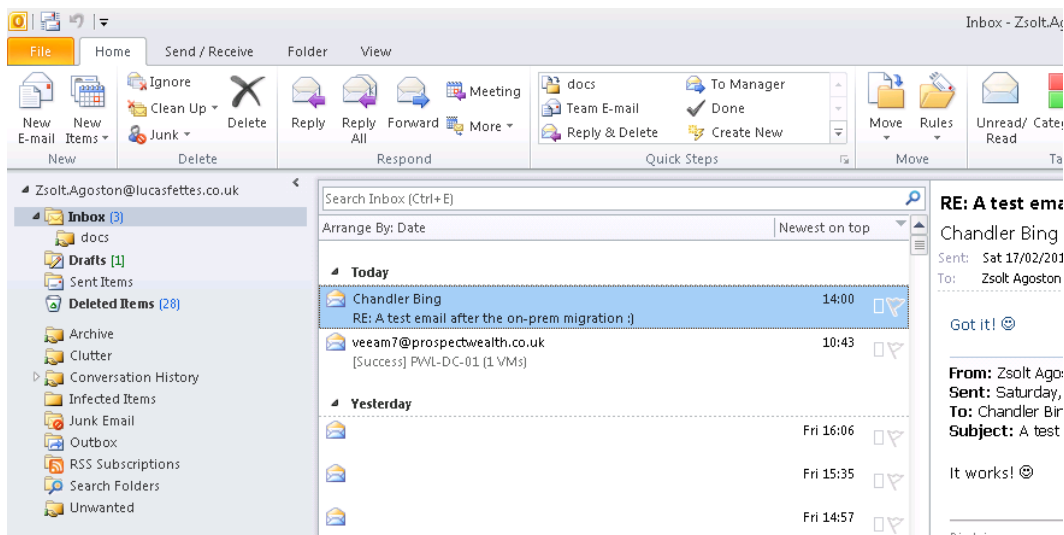 Inbox - Zsolt.Ag
File Home Send / Receive Folder View
New E-mail
New Items
Ignore
Clean Up
Junk
Delete
Reply
Reply All
Forward
Meeting
More
docs
Team E-mail
Reply & Delete
To Manager
Done
Create New
Move
Rules
Unread/ Read
Categ
New Delete Respond Quick Steps Move Ta
Zsolt.Agoston@lucasfettes.co.uk
Inbox (3)
docs
Drafts [1]
Sent Items
Deleted Items (28)
Archive
Clutter
Conversation History
Infected Items
Junk Email
Outbox
RSS Subscriptions
Search Folders
Unwanted
Search Inbox (Ctrl+E)
Arrange By: Date Newest on top
Today
Chandler Bing 14:00
RE: A test email after the on-prem migration :)
veeam7@prospectwealth.co.uk 10:43
[Success] PWL-DC-01 (1 VMs)
Yesterday
Fri 16:06
Fri 15:35
Fri 14:57
RE: A test ema
Chandler Bing
Sent: Sat 17/02/201
To: Zsolt Agoston
Got it! ☺
From: Zsolt Agos
Sent: Saturday,
To: Chandler Bin
Subject: A test
It works! ☺